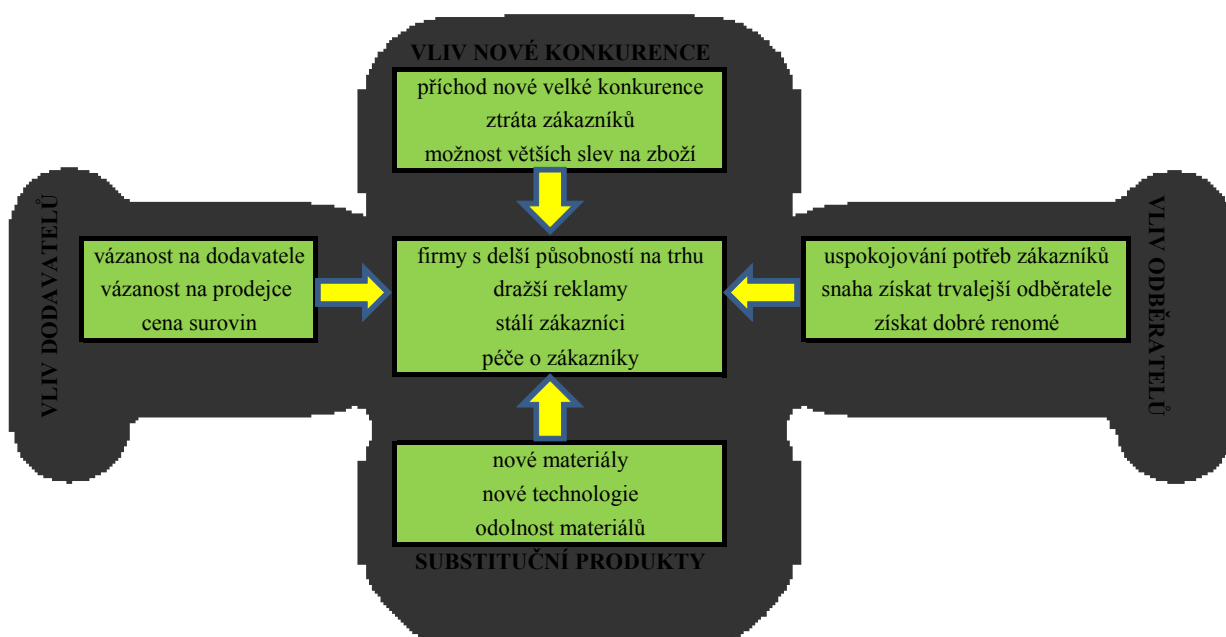 VLIV NOVÉ KONKURENCE
příchod nové velké konkurence
ztráta zákazníků
možnost větších slev na zboží
VLIV DODAVATELŮ
vázanost na dodavatele
vázanost na prodejce
cena surovin
firmy s delší působností na trhu
dražší reklamy
stálí zákazníci
péče o zákazníky
uspokojování potřeb zákazníků
snaha získat trvalejší odběratele
získat dobré renomé
VLIV ODBĚRATELŮ
nové materiály
nové technologie
odolnost materiálů
SUBSTITUČNÍ PRODUKTY